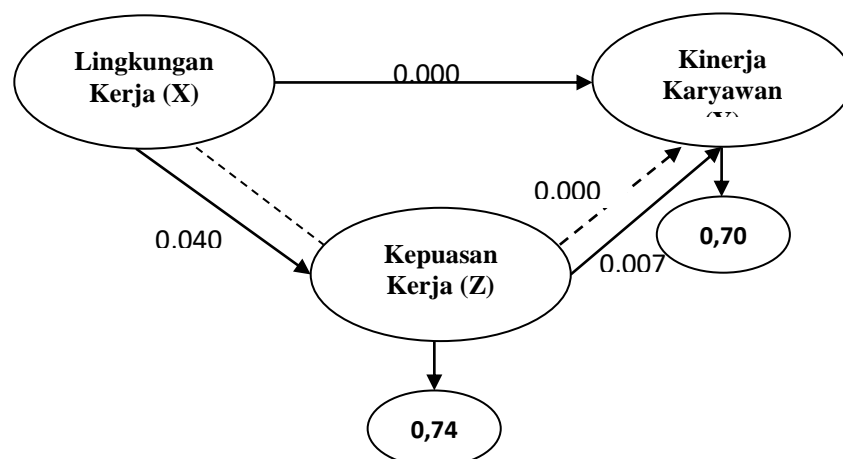 Lingkungan
Kerja (X)
0.000
Kinerja
Karyawan
0.040
0.000
Kepuasan
Kerja (Z)
0.007
0,70
0,74